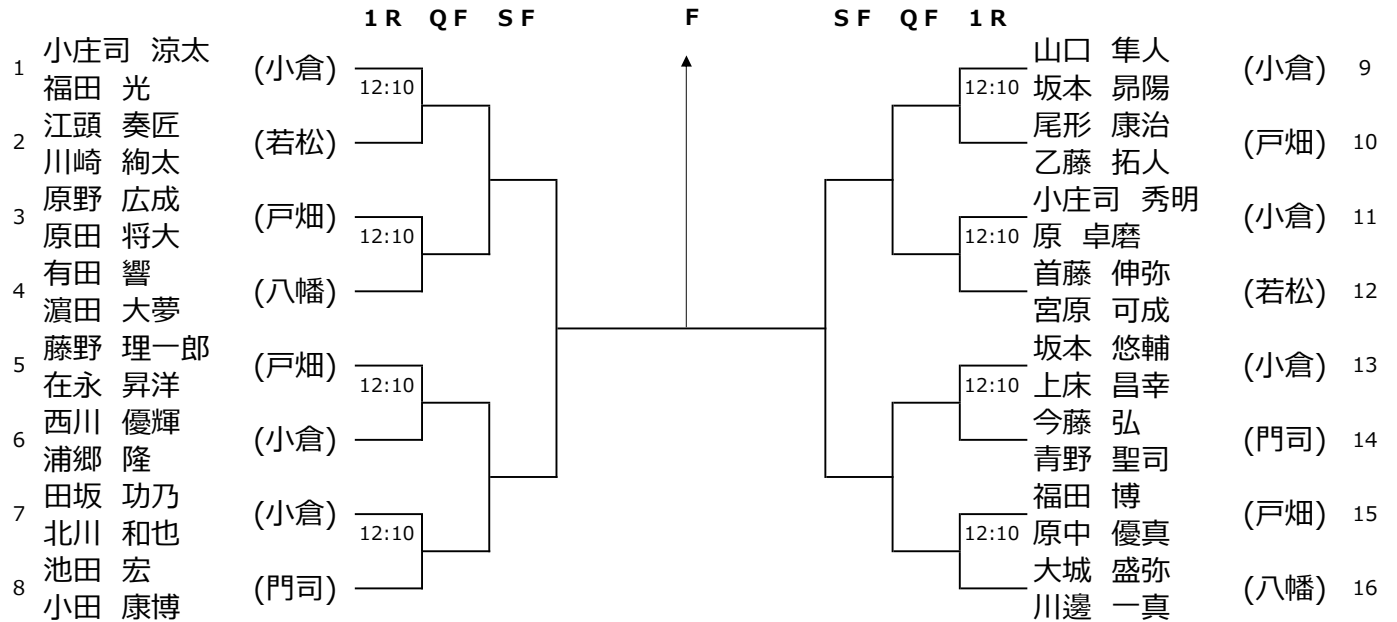 1 R Q F S F F S F Q F 1 R
1 小庄司 涼太 (小倉)
福田 光
12:10
2 江頭 奏匠 (若松)
川崎 絢太
3 原野 広成 (戸畑)
原田 将大
12:10
4 有田 響 (八幡)
濵田 大夢
5 藤野 理一郎 (戸畑)
在永 昇洋
12:10
6 西川 優輝 (小倉)
浦郷 隆
7 田坂 功乃 (小倉)
北川 和也
12:10
8 池田 宏 (門司)
小田 康博
山口 隼人 (小倉) 9
12:10 坂本 昴陽
尾形 康治 (戸畑) 10
乙藤 拓人
小庄司 秀明 (小倉) 11
12:10 原 卓磨
首藤 伸弥 (若松) 12
宮原 可成
坂本 悠輔 (小倉) 13
12:10 上床 昌幸
今藤 弘 (門司) 14
青野 聖司
福田 博 (戸畑) 15
12:10 原中 優真
大城 盛弥 (八幡) 16
川邊 一真